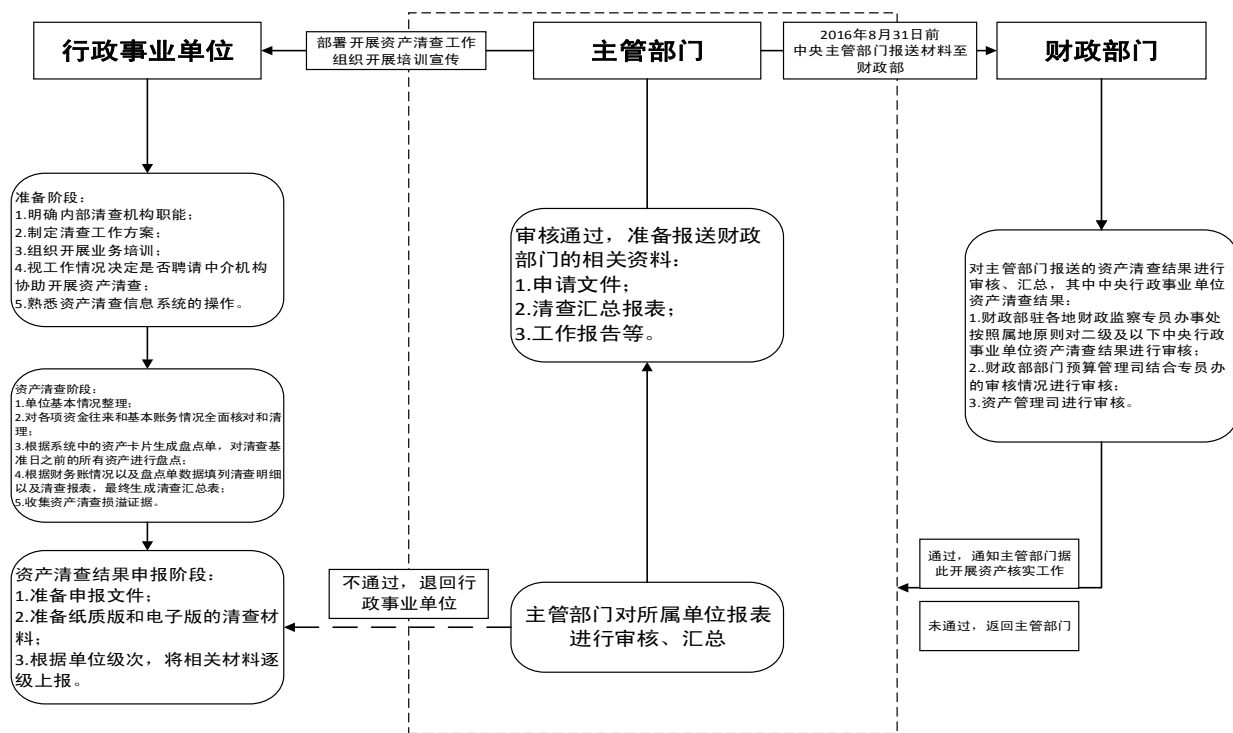 行政事业单位
部署开展资产清查工作
组织开展培训宣传
主管部门
2016年8月31日前
中央主管部门报送材料至
财政部
财政部门
准备阶段：
1.明确内部清查机构职能；
2.制定清查工作方案；
3.组织开展业务培训；
4.视工作情况决定是否聘请中介机构
协助开展资产清查；
5.熟悉资产清查信息系统的操作。
资产清查阶段：
1.单位基本情况整理；
2.对各项资金往来和基本账务情况全面核对和清
理；
3.根据系统中的资产卡片生成盘点单，对清查基
准日之前的所有资产进行盘点；
4.根据财务账情况以及盘点单数据填列清查明细
以及清查报表，最终生成清查汇总表；
5.收集资产清查损溢证据。
资产清查结果申报阶段：
1.准备申报文件；
2.准备纸质版和电子版的清查材
料；
3.根据单位级次，将相关材料逐
级上报。
审核通过，准备报送财政
部门的相关资料：
1.申请文件；
2.清查汇总报表；
3.工作报告等。
不通过，退回行
政事业单位
主管部门对所属单位报表
进行审核、汇总
对主管部门报送的资产清查结果进行
审核、汇总，其中中央行政事业单位
资产清查结果：
1.财政部驻各地财政监察专员办事处
按照属地原则对二级及以下中央行政
事业单位资产清查结果进行审核；
2..财政部部门预算管理司结合专员办
的审核情况进行审核；
3.资产管理司进行审核。
通过，通知主管部门据
此开展资产核实工作
未通过，返回主管部门